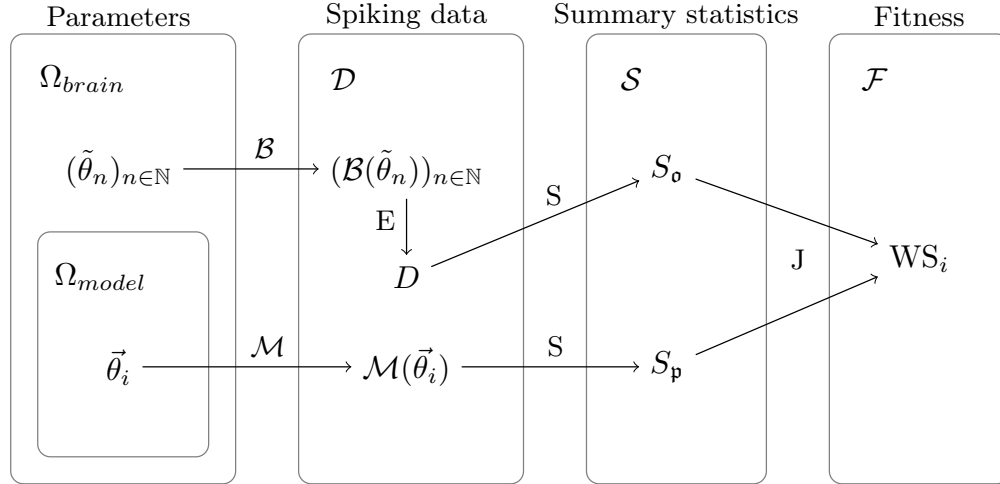 Parameters
Spiking data
Summary statistics
Fitness
Ω_brain
𝒟
𝒮
ℱ
(θ̃_n)_{n∈ℕ}
ℬ
(ℬ(θ̃_n))_{n∈ℕ}
S
S_𝔬
E
D
J
WS_i
Ω_model
θ⃗_i
ℳ
ℳ(θ⃗_i)
S
S_𝔭